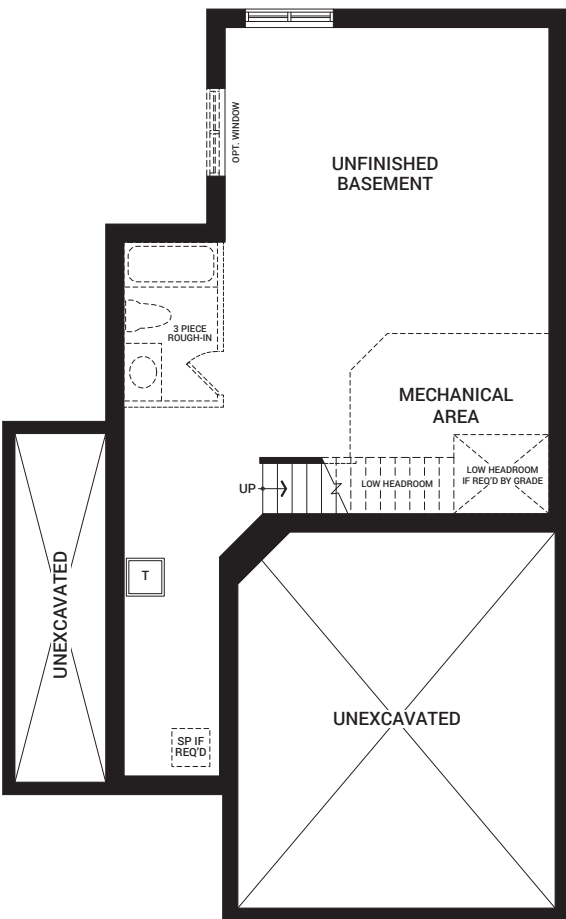 OPT. WINDOW
UNFINISHED
BASEMENT
3 PIECE
ROUGH-IN
MECHANICAL
AREA
LOW HEADROOM
IF REQ'D BY GRADE
LOW HEADROOM
UP
T
UNEXCAVATED
UNEXCAVATED
SP IF
REQ'D